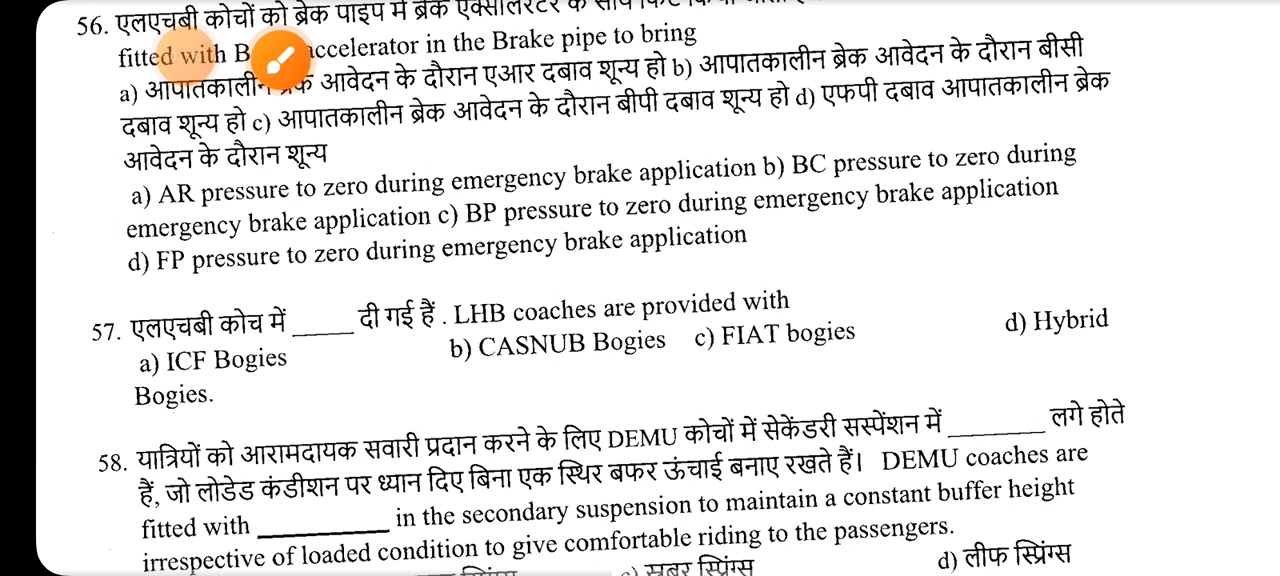 56. एलएचबी कोचों को ब्रेक पाइप में ब्रेक एक्सीलेरेटर के साथ
fitted with B accelerator in the Brake pipe to bring
a) आपातकालीन ब्रेक आवेदन के दौरान एआर दबाव शून्य हो b) आपातकालीन ब्रेक आवेदन के दौरान बीसी
दबाव शून्य हो c) आपातकालीन ब्रेक आवेदन के दौरान बीपी दबाव शून्य हो d) एफपी दबाव आपातकालीन ब्रेक
आवेदन के दौरान शून्य
a) AR pressure to zero during emergency brake application b) BC pressure to zero during
emergency brake application c) BP pressure to zero during emergency brake application
d) FP pressure to zero during emergency brake application
57. एलएचबी कोच में _____ दी गई हैं . LHB coaches are provided with
a) ICF Bogies b) CASNUB Bogies c) FIAT bogies d) Hybrid
Bogies.
58. यात्रियों को आरामदायक सवारी प्रदान करने के लिए DEMU कोचों में सेकेंडरी सस्पेंशन में ________ लगे होते
हैं, जो लोडेड कंडीशन पर ध्यान दिए बिना एक स्थिर बफर ऊंचाई बनाए रखते हैं। DEMU coaches are
fitted with ___________ in the secondary suspension to maintain a constant buffer height
irrespective of loaded condition to give comfortable riding to the passengers.
स्प्रिंग्स d) लीफ स्प्रिंग्स